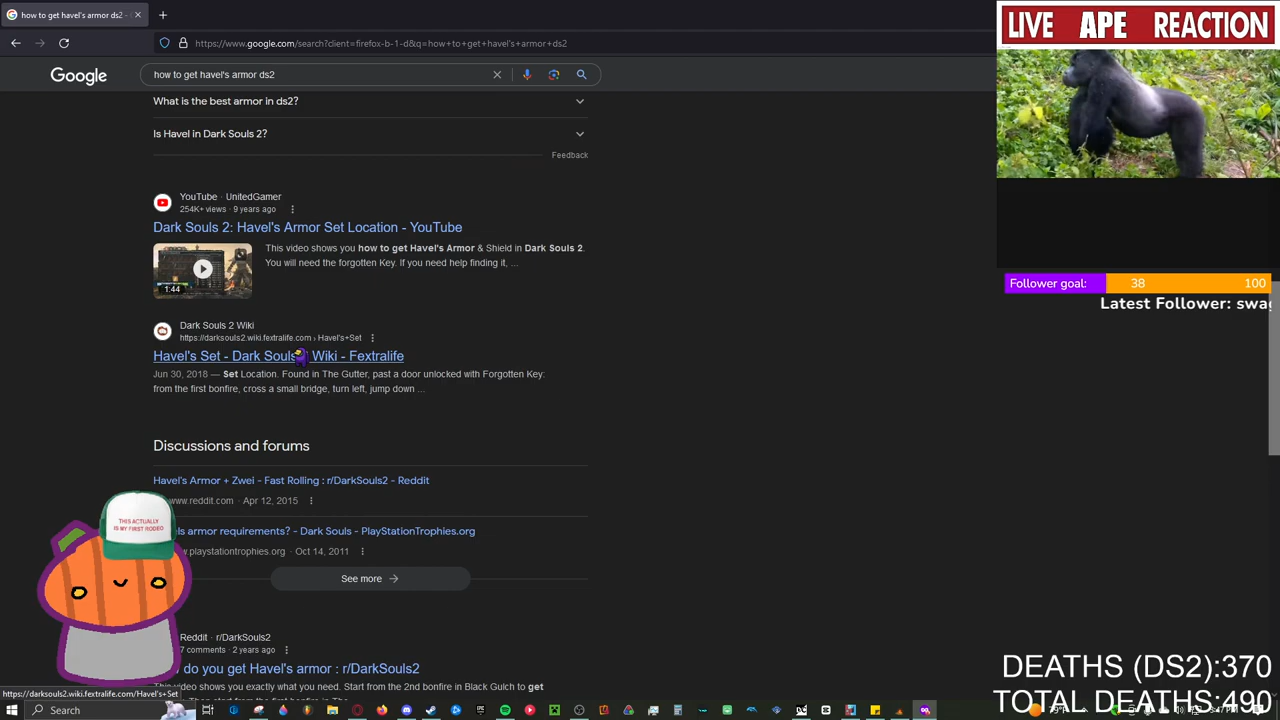 how to get havel's armor ds2 -
https://www.google.com/search?client=firefox-b-1-d&q=how+to+get+havel's+armor+ds2
Google
how to get havel's armor ds2
What is the best armor in ds2?
Is Havel in Dark Souls 2?
Feedback
YouTube · UnitedGamer
254K+ views · 9 years ago
Dark Souls 2: Havel's Armor Set Location - YouTube
This video shows you how to get Havel's Armor & Shield in Dark Souls 2.
You will need the forgotten Key. If you need help finding it, ...
1:44
Dark Souls 2 Wiki
https://darksouls2.wiki.fextralife.com › Havel's+Set
Havel's Set - Dark Souls Wiki - Fextralife
Jun 30, 2018 — Set Location. Found in The Gutter, past a door unlocked with Forgotten Key:
from the first bonfire, cross a small bridge, turn left, jump down ...
Discussions and forums
Havel's Armor + Zwei - Fast Rolling : r/DarkSouls2 - Reddit
www.reddit.com · Apr 12, 2015
armor requirements? - Dark Souls - PlayStationTrophies.org
.playstationtrophies.org · Oct 14, 2011
See more
Reddit · r/DarkSouls2
7 comments · 2 years ago
do you get Havel's armor : r/DarkSouls2
video shows you exactly what you need. Start from the 2nd bonfire in Black Gulch to get
https://darksouls2.wiki.fextralife.com/Havel's+Set
Search
THIS ACTUALLY
IS MY FIRST RODEO
LIVE APE REACTION
Follower goal: 38 100
Latest Follower: swag
DEATHS (DS2):370
TOTAL DEATHS:490